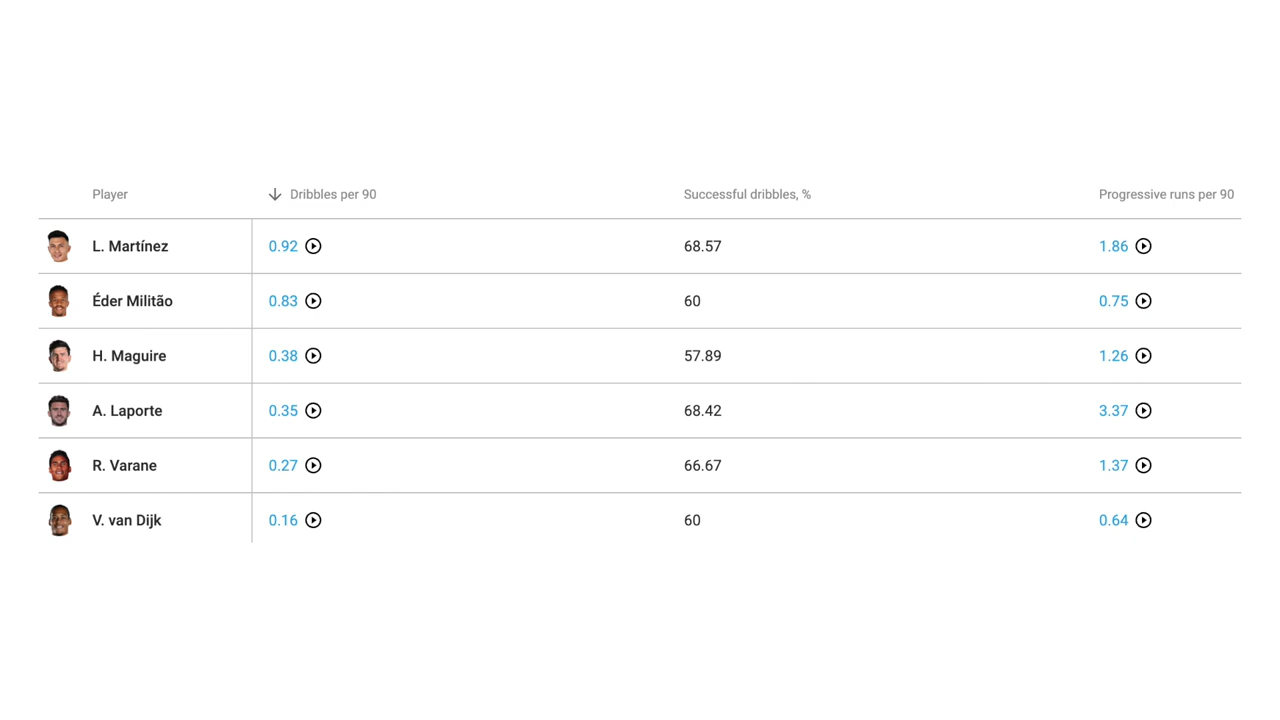 Player Dribbles per 90 Successful dribbles, % Progressive runs per 90
L. Martínez 0.92 68.57 1.86
Éder Militão 0.83 60 0.75
H. Maguire 0.38 57.89 1.26
A. Laporte 0.35 68.42 3.37
R. Varane 0.27 66.67 1.37
V. van Dijk 0.16 60 0.64